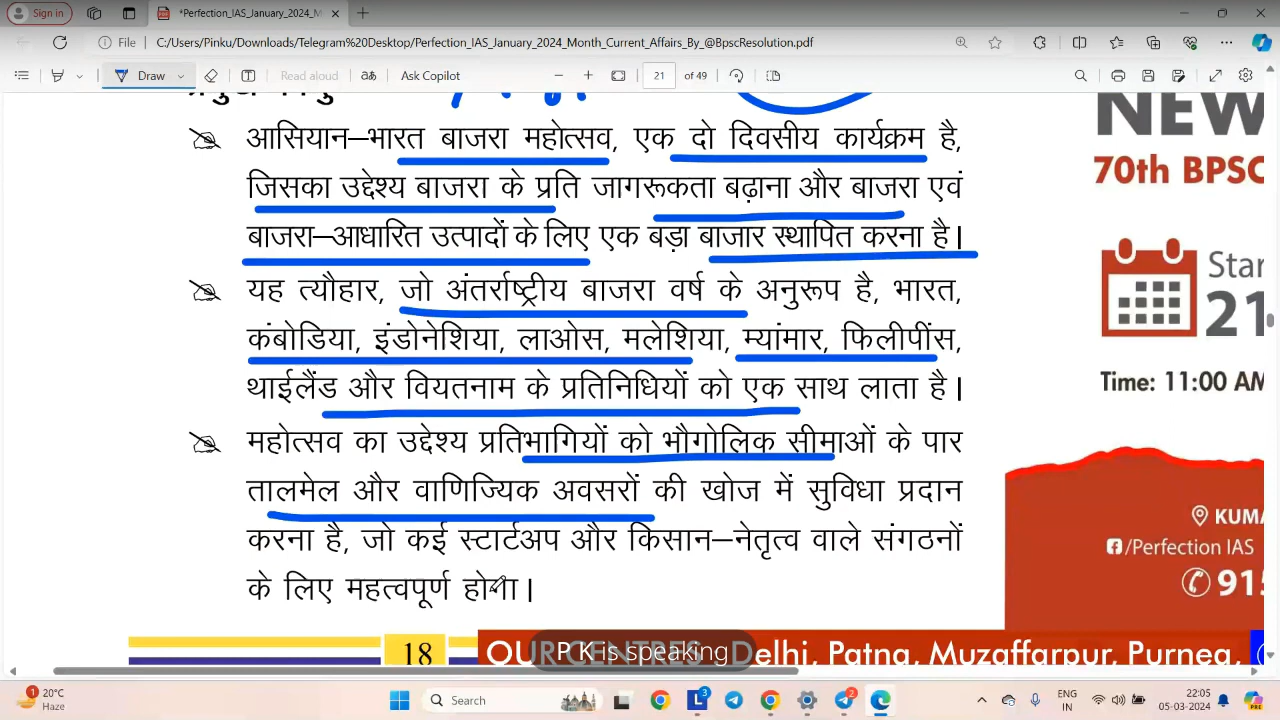 Sign in
*Perfection_IAS_January_2024_M
File
C:/Users/Pinku/Downloads/Telegram%20Desktop/Perfection_IAS_January_2024_Month_Current_Affairs_By_@BpscResolution.pdf
Draw
Read aloud
Ask Copilot
21
of 49
आसियान–भारत बाजरा महोत्सव, एक दो दिवसीय कार्यक्रम है,
जिसका उद्देश्य बाजरा के प्रति जागरूकता बढ़ाना और बाजरा एवं
बाजरा–आधारित उत्पादों के लिए एक बड़ा बाजार स्थापित करना है।
यह त्यौहार, जो अंतर्राष्ट्रीय बाजरा वर्ष के अनुरूप है, भारत,
कंबोडिया, इंडोनेशिया, लाओस, मलेशिया, म्यांमार, फिलीपींस,
थाईलैंड और वियतनाम के प्रतिनिधियों को एक साथ लाता है।
महोत्सव का उद्देश्य प्रतिभागियों को भौगोलिक सीमाओं के पार
तालमेल और वाणिज्यिक अवसरों की खोज में सुविधा प्रदान
करना है, जो कई स्टार्टअप और किसान–नेतृत्व वाले संगठनों
के लिए महत्वपूर्ण होगा।
NEW
70th BPSC
Star
21
Time: 11:00 AM
KUMA
/Perfection IAS
915
18
OUR CENTRES Delhi, Patna, Muzaffarpur, Purnea,
P K is speaking
1
20°C
Haze
Search
3
2
ENG
IN
22:05
05-03-2024